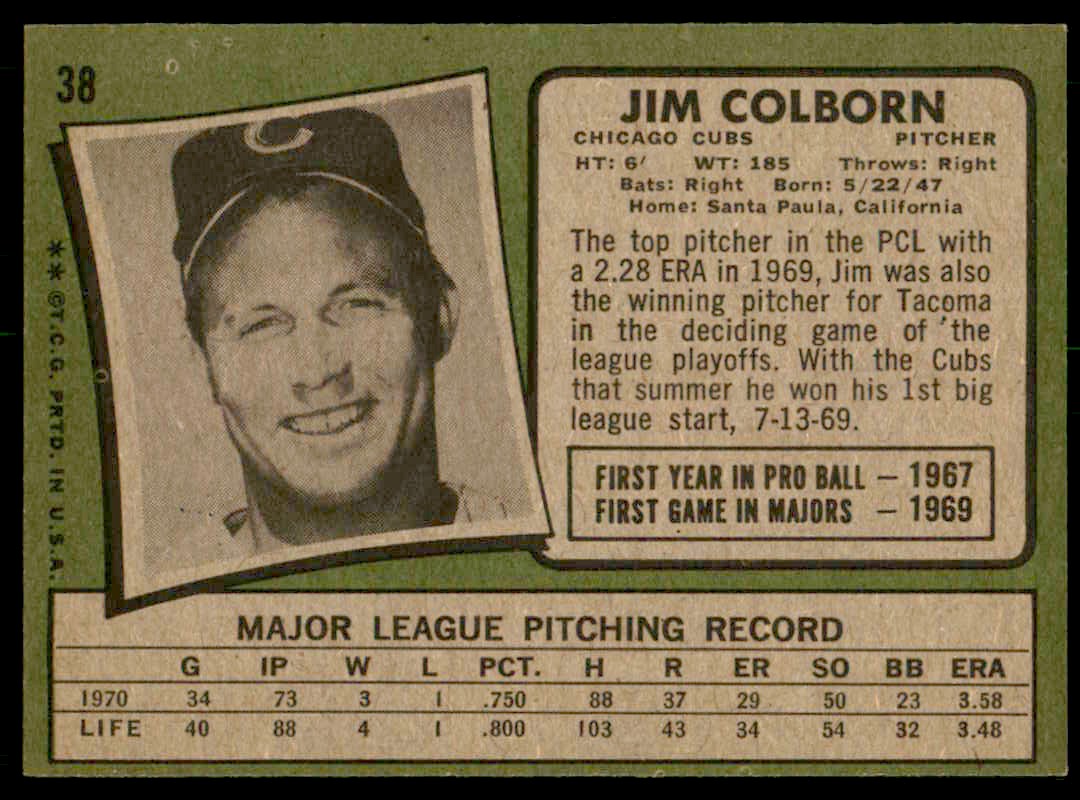 38
C
** ©T.C.G. PRTD. IN U.S.A.
JIM COLBORN
CHICAGO CUBS PITCHER
HT: 6' WT: 185 Throws: Right
Bats: Right Born: 5/22/47
Home: Santa Paula, California
The top pitcher in the PCL with
a 2.28 ERA in 1969, Jim was also
the winning pitcher for Tacoma
in the deciding game of the
league playoffs. With the Cubs
that summer he won his 1st big
league start, 7-13-69.
FIRST YEAR IN PRO BALL — 1967
FIRST GAME IN MAJORS — 1969
MAJOR LEAGUE PITCHING RECORD
G IP W L PCT. H R ER SO BB ERA
1970 34 73 3 1 .750 88 37 29 50 23 3.58
LIFE 40 88 4 1 .800 103 43 34 54 32 3.48